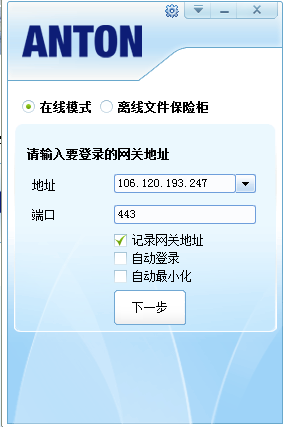 ANTON
在线模式 离线文件保险柜
请输入要登录的网关地址
地址 106.120.193.247
端口 443
记录网关地址
自动登录
自动最小化
下一步